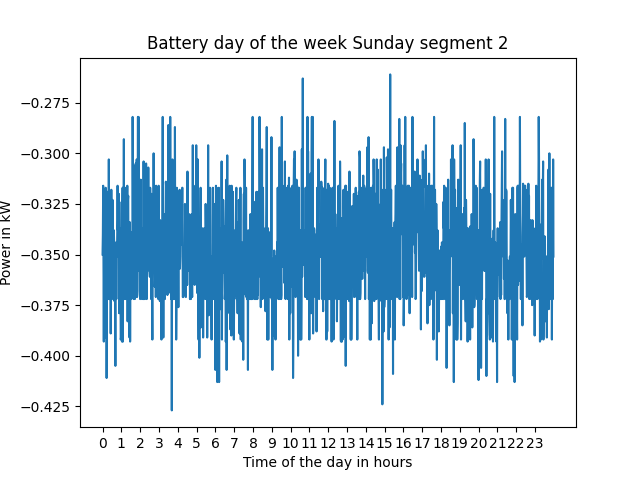 Battery day of the week Sunday segment 2
Power in kW
−0.275
−0.300
−0.325
−0.350
−0.375
−0.400
−0.425
0 1 2 3 4 5 6 7 8 9 10 11 12 13 14 15 16 17 18 19 20 21 22 23
Time of the day in hours